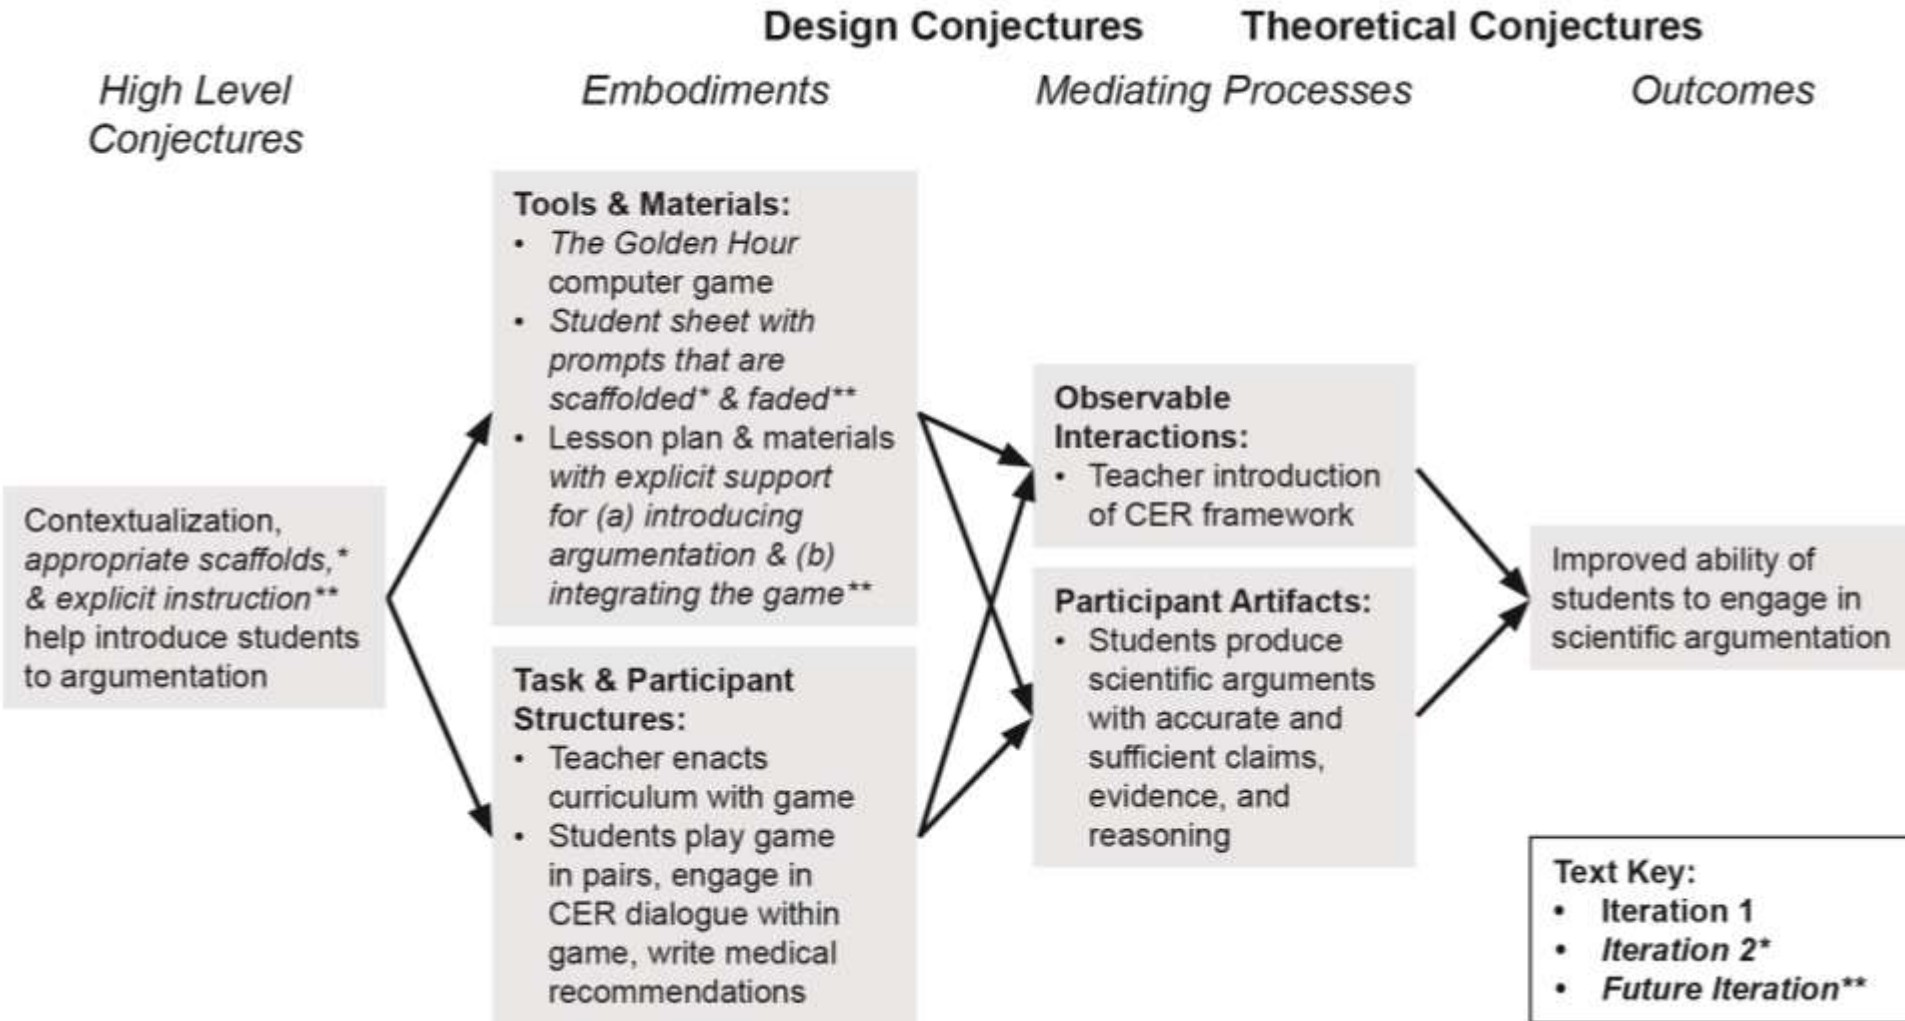 Design Conjectures
Theoretical Conjectures
High Level
Conjectures
Embodiments
Mediating Processes
Outcomes
Contextualization,
appropriate scaffolds,*
& explicit instruction**
help introduce students
to argumentation
Tools & Materials:
• The Golden Hour
computer game
• Student sheet with
prompts that are
scaffolded* & faded**
• Lesson plan & materials
with explicit support
for (a) introducing
argumentation & (b)
integrating the game**
Task & Participant
Structures:
• Teacher enacts
curriculum with game
• Students play game
in pairs, engage in
CER dialogue within
game, write medical
recommendations
Observable
Interactions:
• Teacher introduction
of CER framework
Participant Artifacts:
• Students produce
scientific arguments
with accurate and
sufficient claims,
evidence, and
reasoning
Improved ability of
students to engage in
scientific argumentation
Text Key:
• Iteration 1
• Iteration 2*
• Future Iteration**